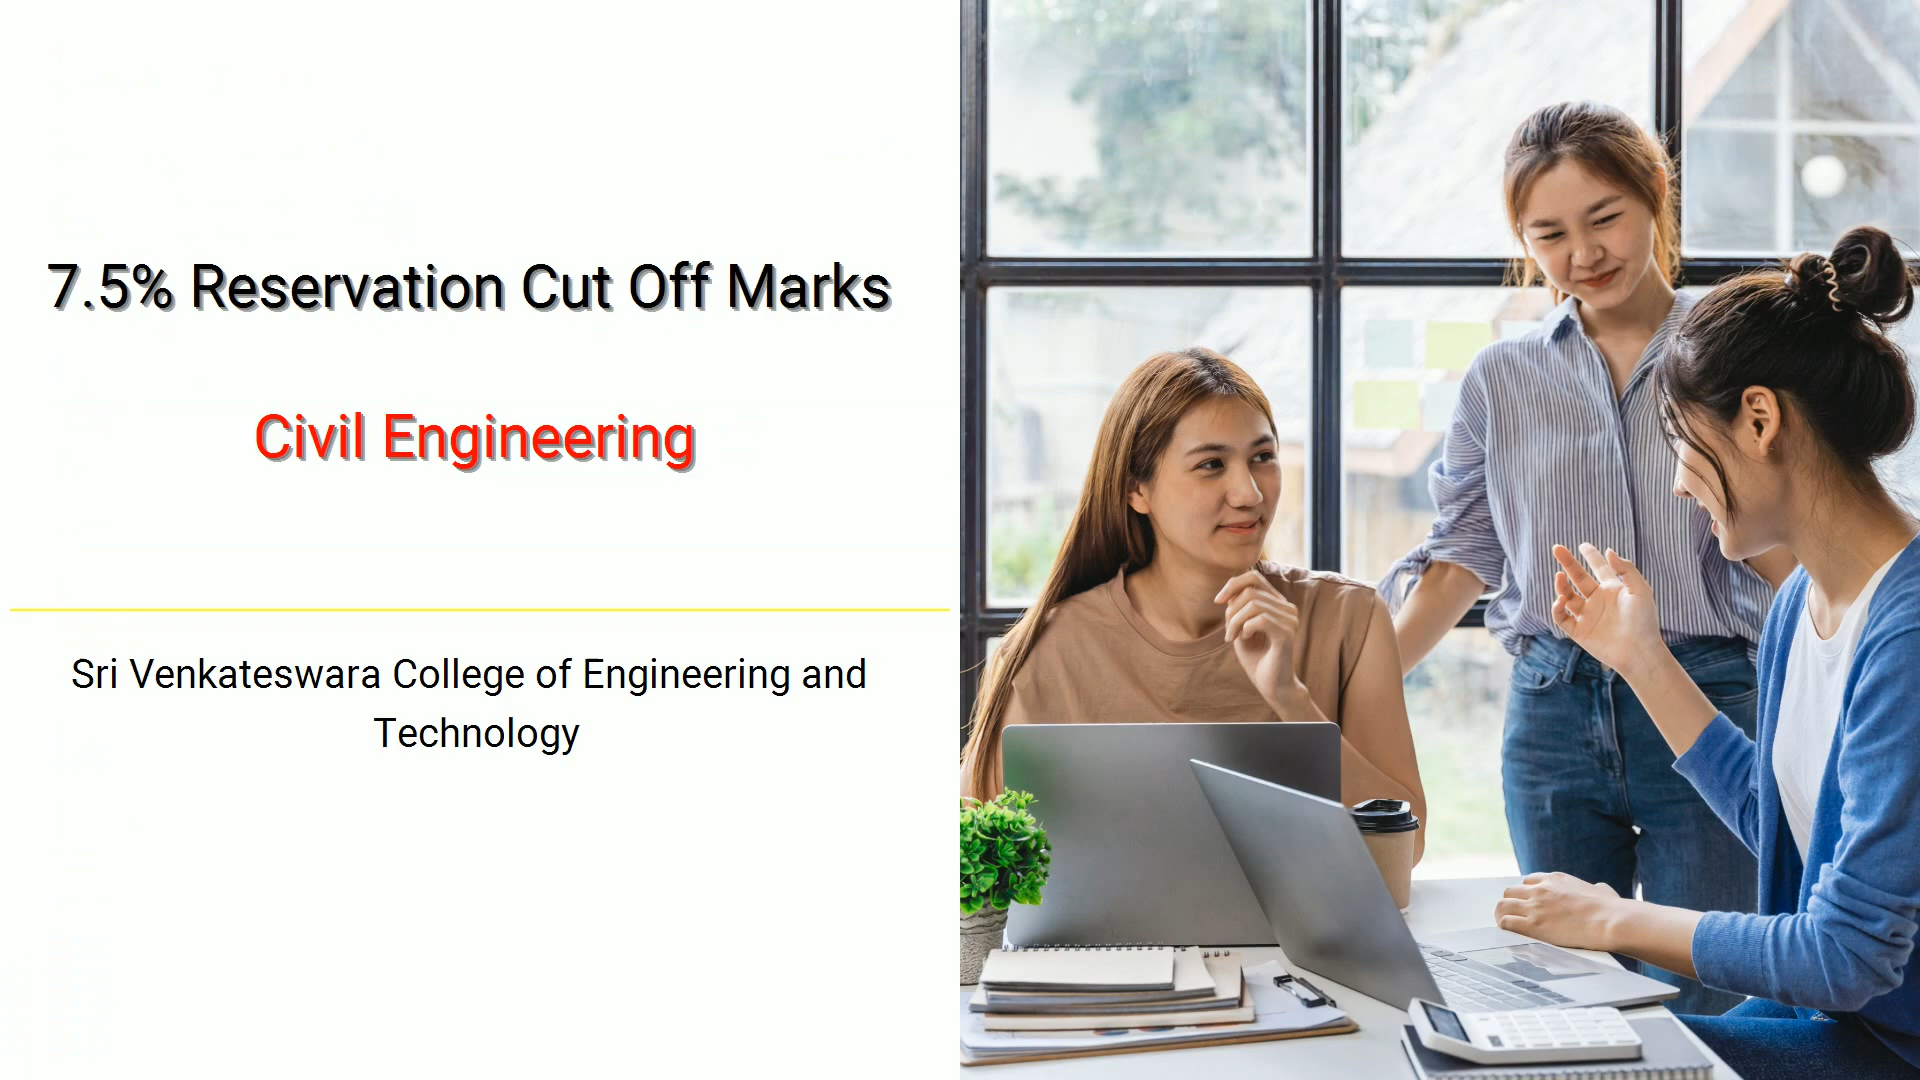 7.5% Reservation Cut Off Marks
Civil Engineering
Sri Venkateswara College of Engineering and
Technology